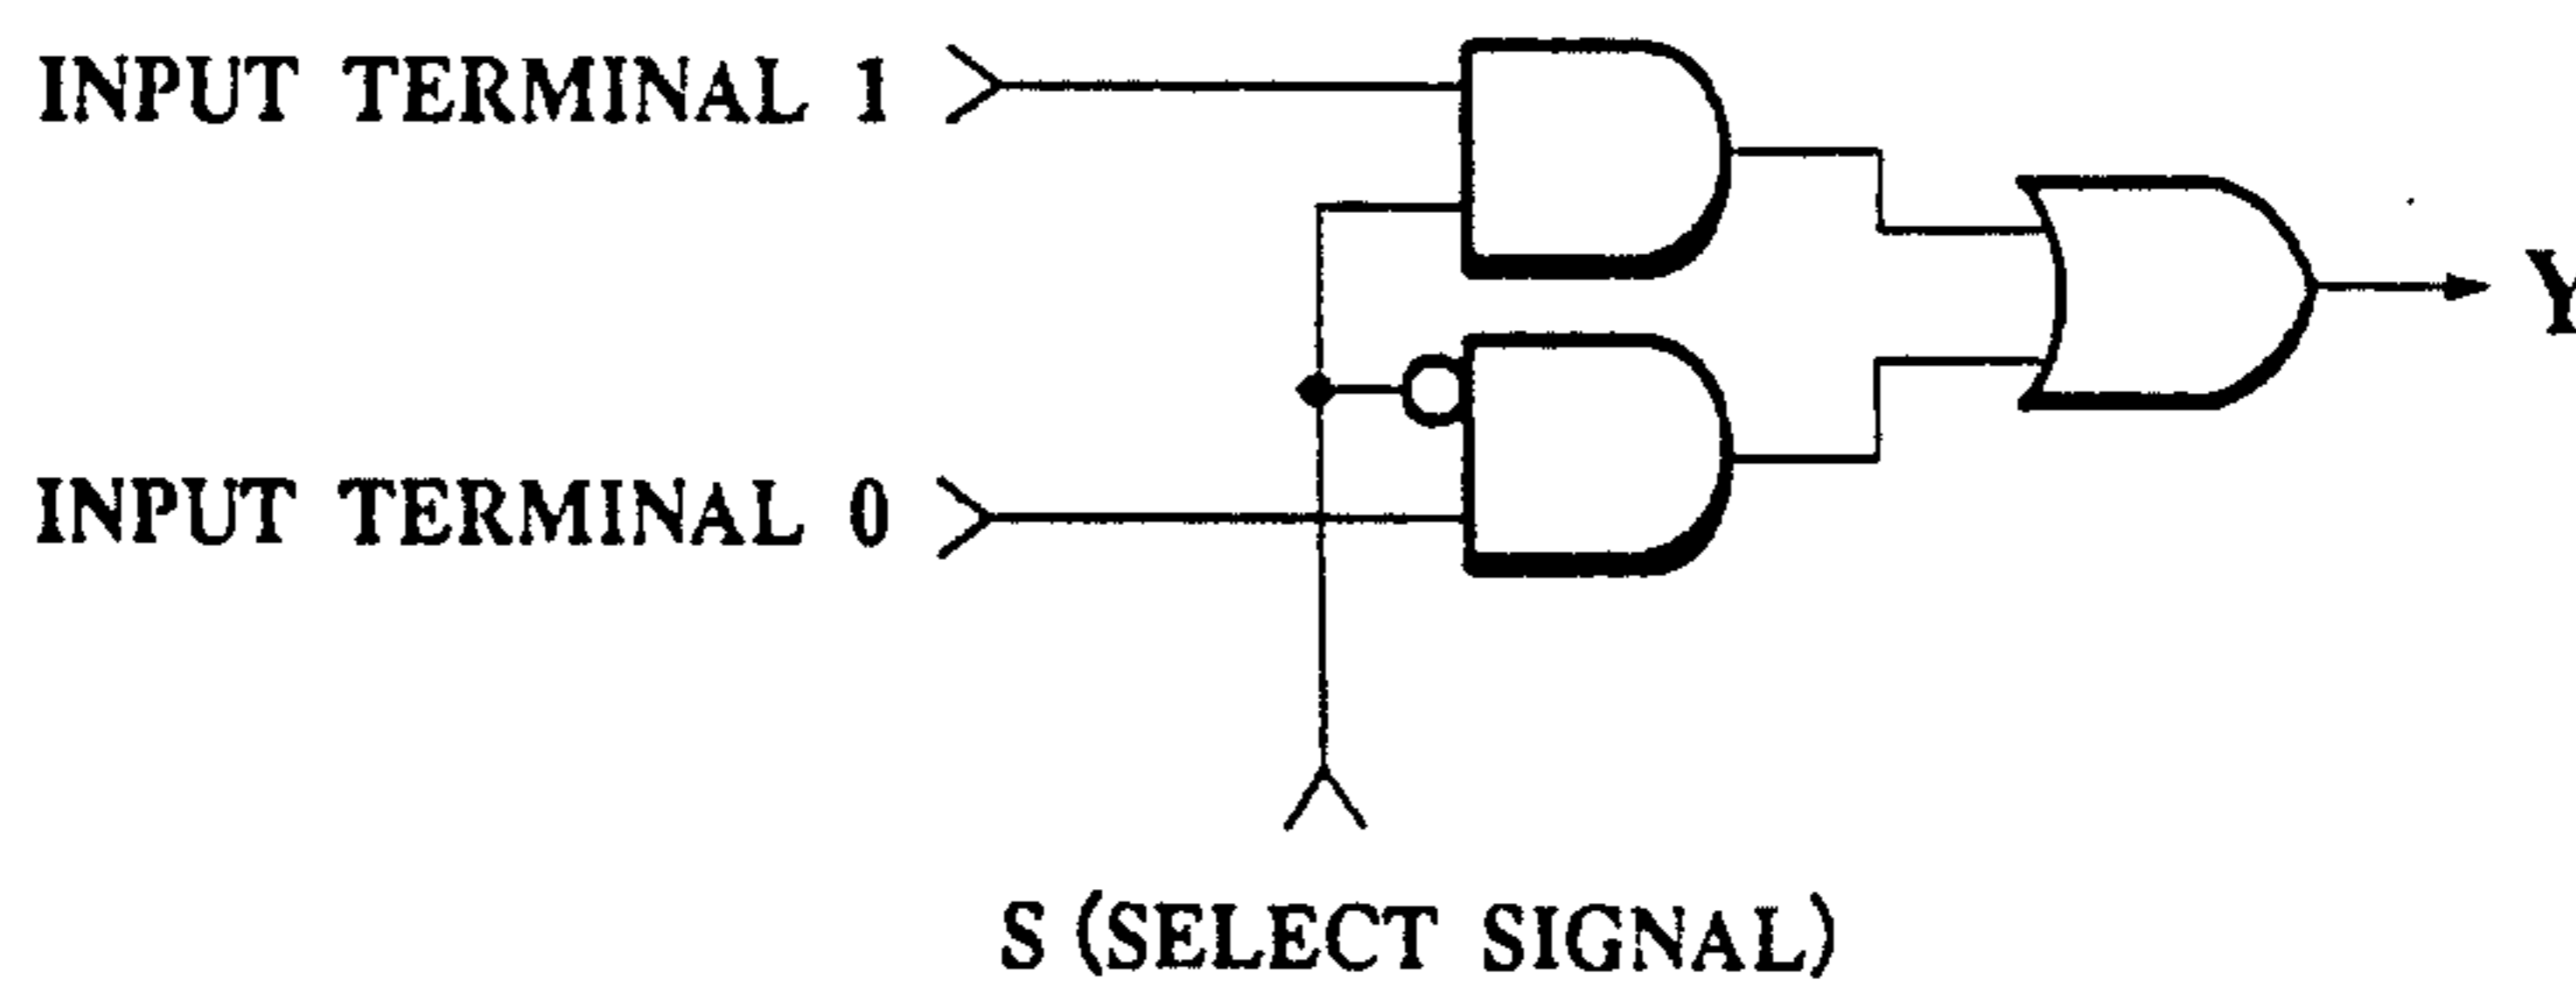 INPUT TERMINAL 1
Y
INPUT TERMINAL 0
S (SELECT SIGNAL)